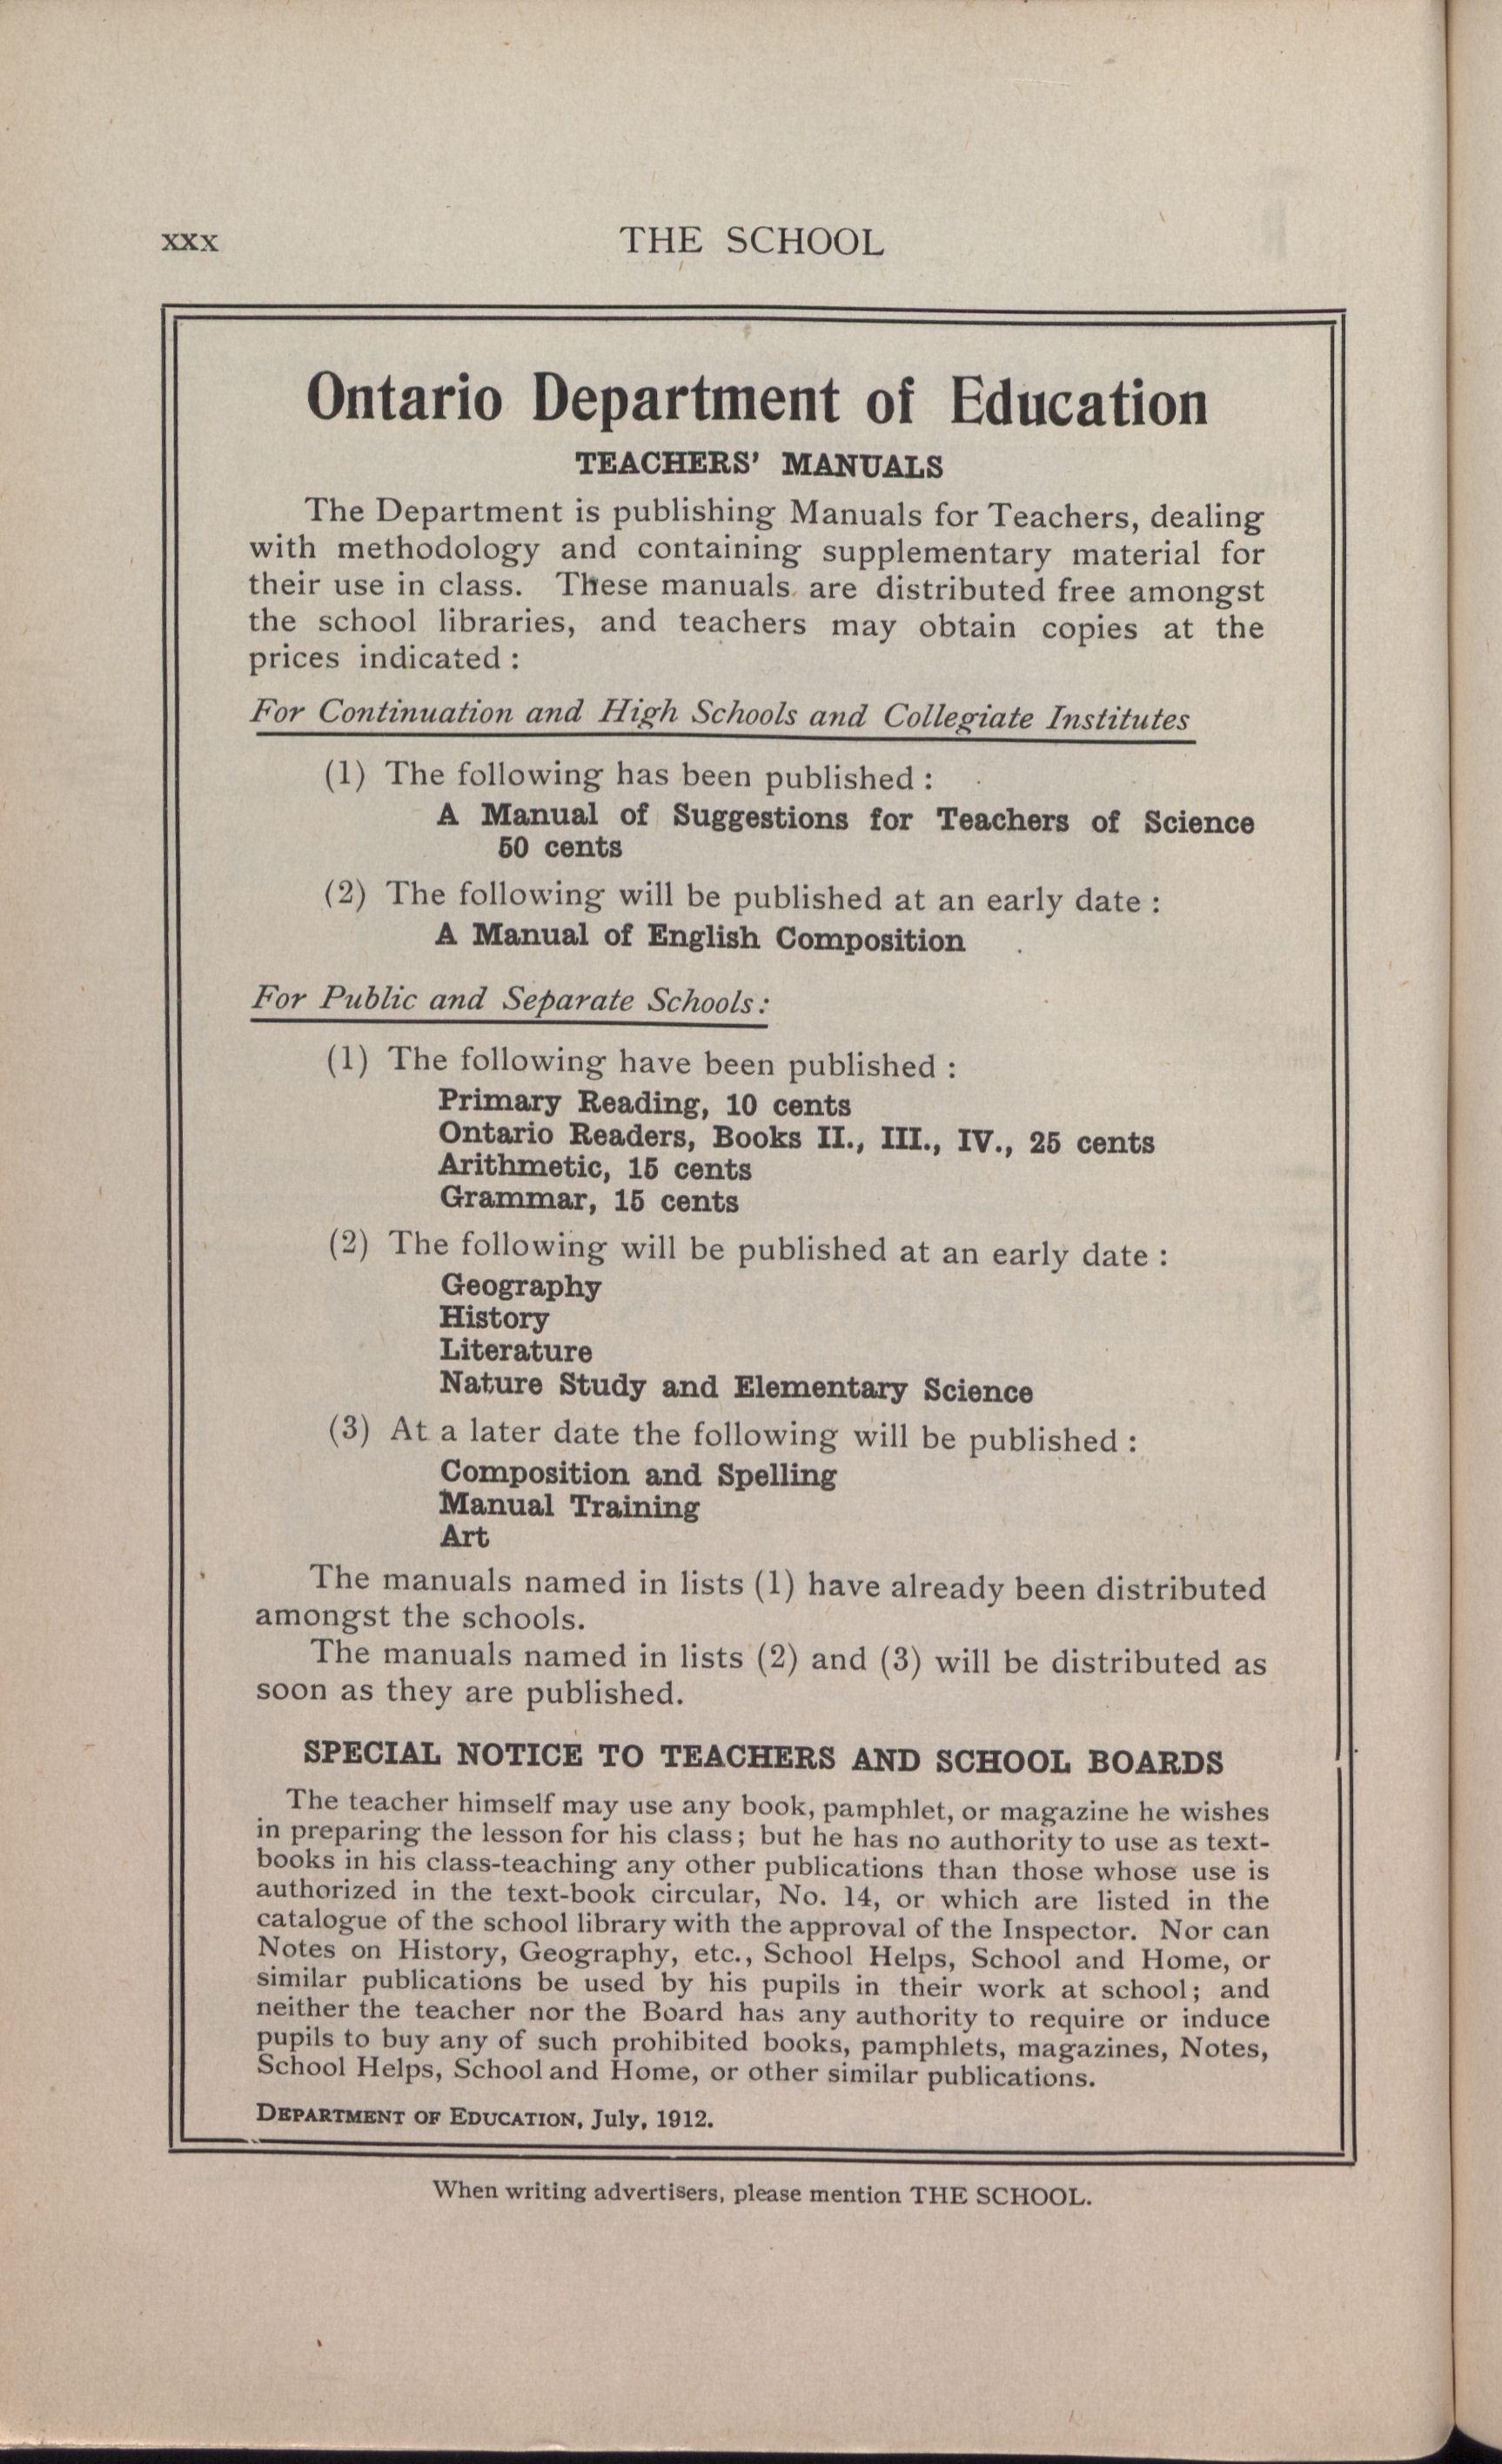 xxx
THE SCHOOL
Ontario Department of Education
TEACHERS' MANUALS
The Department is publishing Manuals for Teachers, dealing
with methodology and containing supplementary material for
their use in class. These manuals are distributed free amongst
the school libraries, and teachers may obtain copies at the
prices indicated :
For Continuation and High Schools and Collegiate Institutes
(1) The following has been published :
A Manual of Suggestions for Teachers of Science
50 cents
(2) The following will be published at an early date :
A Manual of English Composition
For Public and Separate Schools :
(1) The following have been published :
Primary Reading, 10 cents
Ontario Readers, Books II., III., IV., 25 cents
Arithmetic, 15 cents
Grammar, 15 cents
(2) The following will be published at an early date :
Geography
History
Literature
Nature Study and Elementary Science
(3) At a later date the following will be published :
Composition and Spelling
Manual Training
Art
The manuals named in lists (1) have already been distributed
amongst the schools.
The manuals named in lists (2) and (3) will be distributed as
soon as they are published.
SPECIAL NOTICE TO TEACHERS AND SCHOOL BOARDS
The teacher himself may use any book, pamphlet, or magazine he wishes
in preparing the lesson for his class; but he has no authority to use as text-
books in his class-teaching any other publications than those whose use is
authorized in the text-book circular, No. 14, or which are listed in the
catalogue of the school library with the approval of the Inspector. Nor can
Notes on History, Geography, etc., School Helps, School and Home, or
similar publications be used by his pupils in their work at school; and
neither the teacher nor the Board has any authority to require or induce
pupils to buy any of such prohibited books, pamphlets, magazines, Notes,
School Helps, School and Home, or other similar publications.
DEPARTMENT OF EDUCATION, July, 1912.
When writing advertisers, please mention THE SCHOOL.